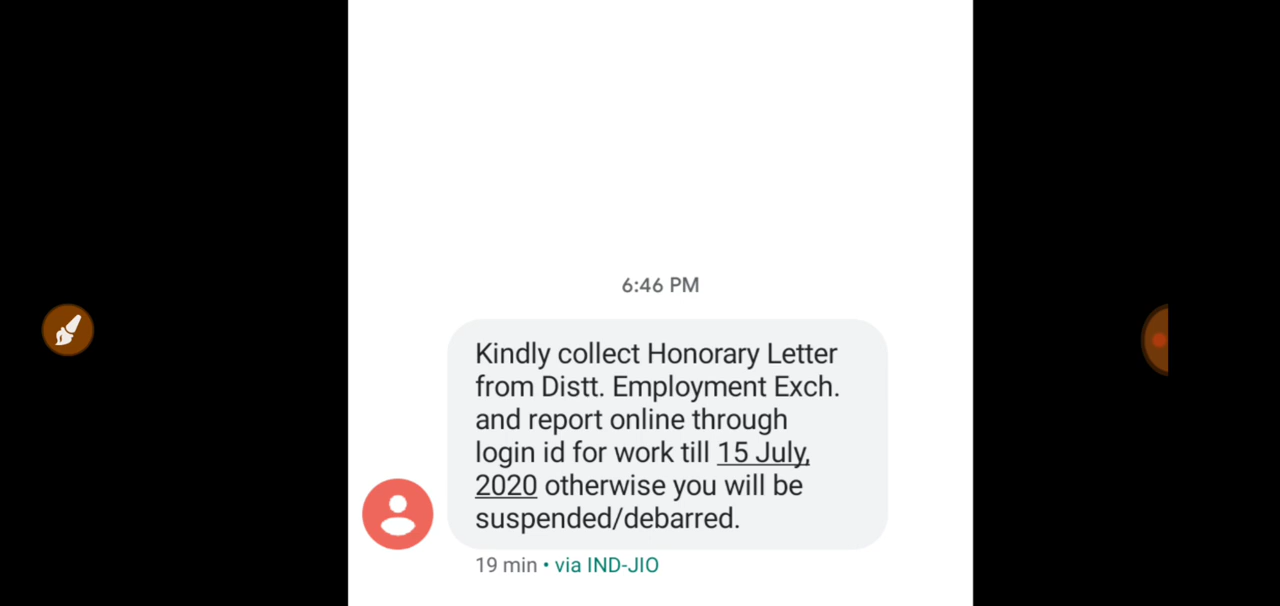 6:46 PM
Kindly collect Honorary Letter
from Distt. Employment Exch.
and report online through
login id for work till 15 July,
2020 otherwise you will be
suspended/debarred.
19 min • via IND-JIO